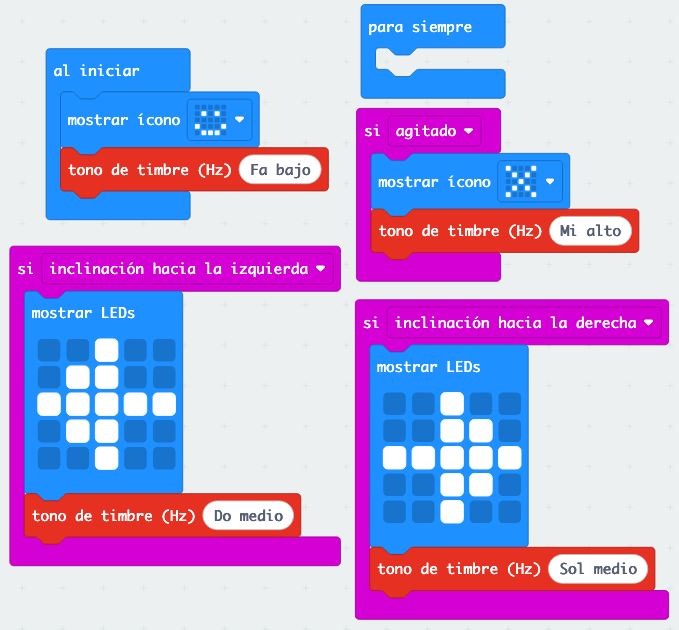 al iniciar
mostrar ícono
tono de timbre (Hz) Fa bajo
para siempre
si agitado
mostrar ícono
tono de timbre (Hz) Mi alto
si inclinación hacia la izquierda
mostrar LEDs
tono de timbre (Hz) Do medio
si inclinación hacia la derecha
mostrar LEDs
tono de timbre (Hz) Sol medio